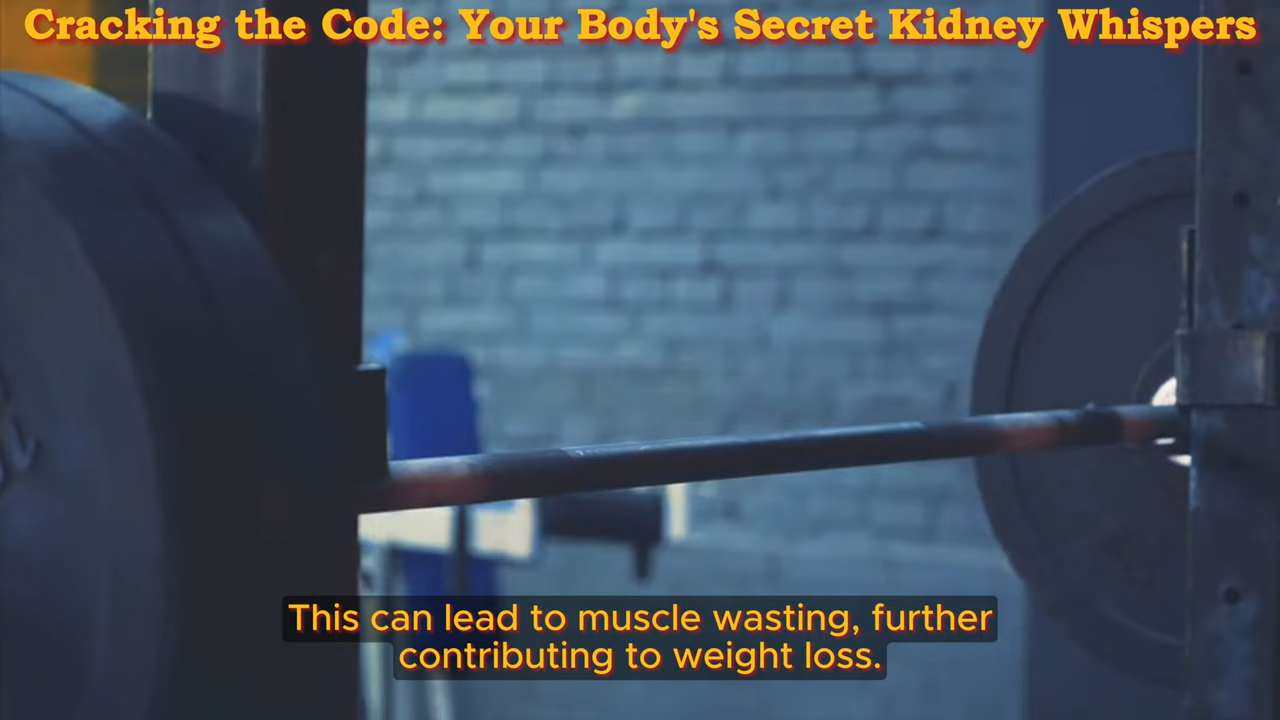 Cracking the Code: Your Body's Secret Kidney Whispers
This can lead to muscle wasting, further
contributing to weight loss.